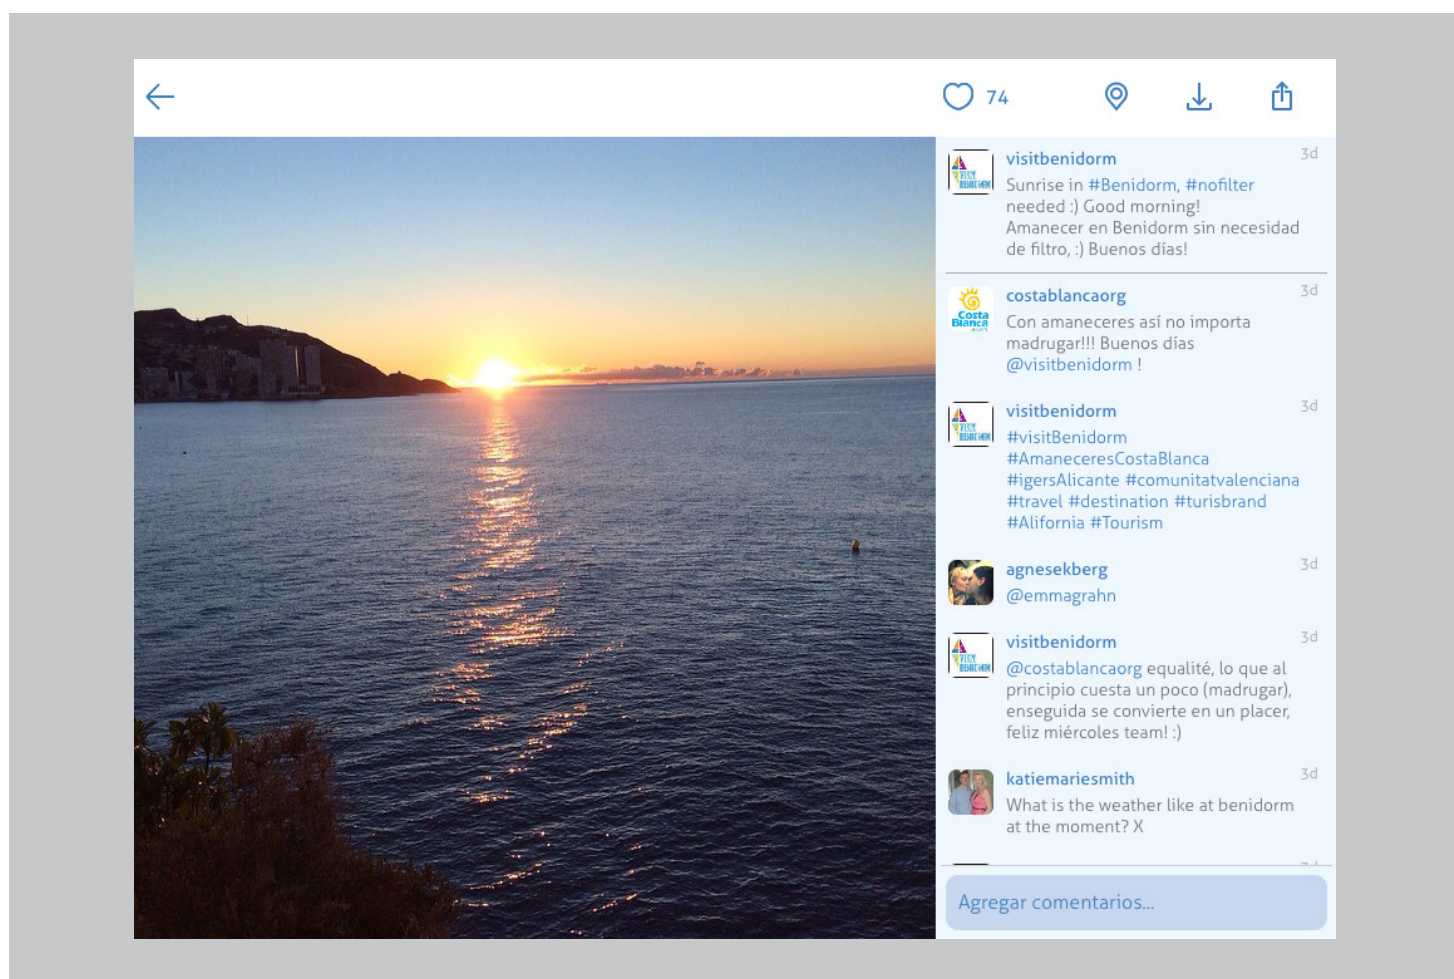 74
visitbenidorm
3d
Sunrise in #Benidorm, #nofilter
needed :) Good morning!
Amanecer en Benidorm sin necesidad
de filtro, :) Buenos días!
costablancaorg
3d
Costa
Blanca
Con amaneceres así no importa
madrugar!!! Buenos días
@visitbenidorm !
visitbenidorm
3d
#visitBenidorm
#AmaneceresCostaBlanca
#igersAlicante #comunitatvalenciana
#travel #destination #turisbrand
#Alifornia #Tourism
agnesekberg
3d
@emmagrahn
visitbenidorm
3d
@costablancaorg equalité, lo que al
principio cuesta un poco (madrugar),
enseguida se convierte en un placer,
feliz miércoles team! :)
katiemariesmith
3d
What is the weather like at benidorm
at the moment? X
Agregar comentarios...